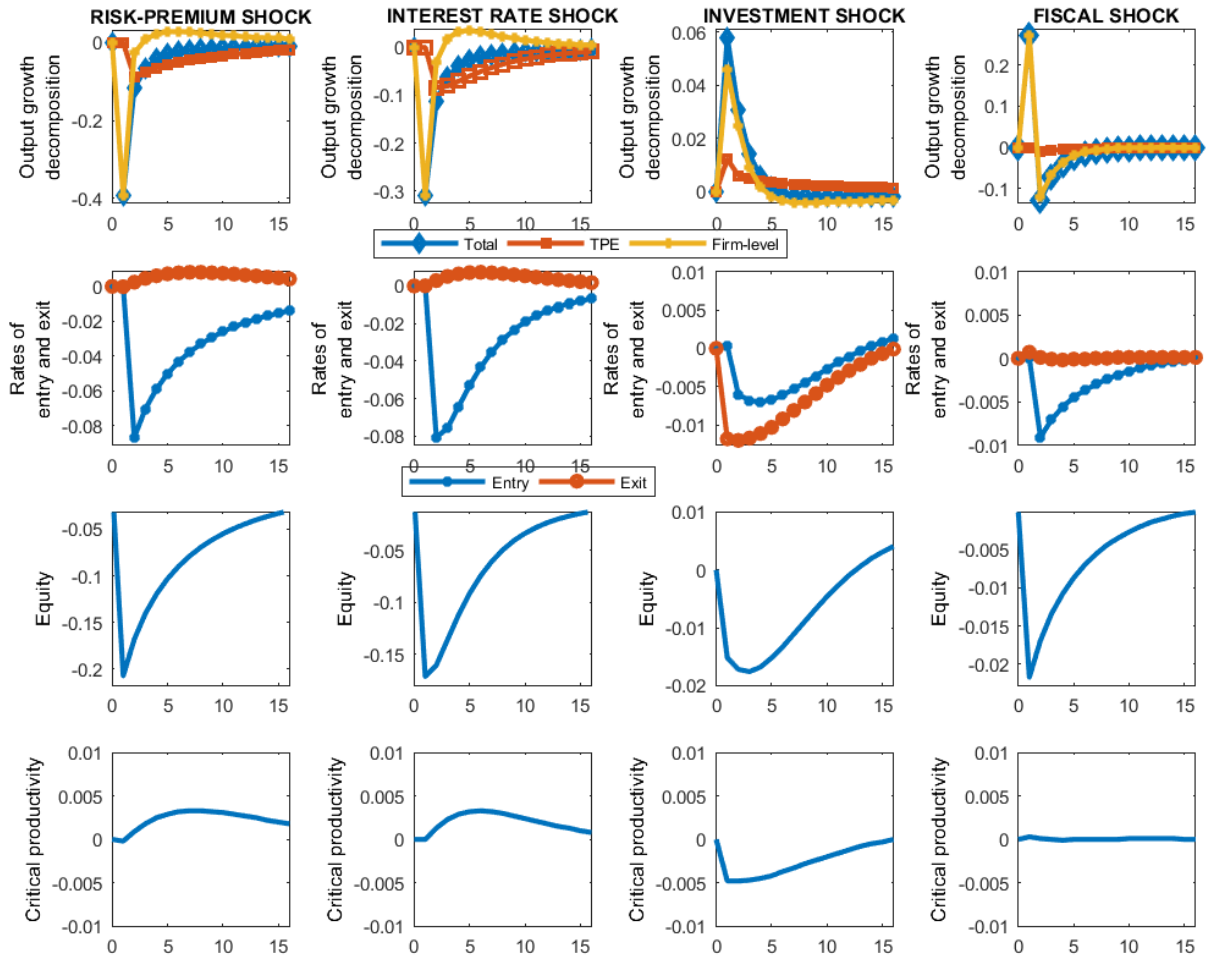 RISK-PREMIUM SHOCK
INTEREST RATE SHOCK
INVESTMENT SHOCK
FISCAL SHOCK
Output growth
decomposition
0
-0.2
-0.4
0 5 10 15
Output growth
decomposition
0
-0.1
-0.2
-0.3
0 5 10 15
Output growth
decomposition
0.06
0.04
0.02
0
0 5 10 15
Output growth
decomposition
0.2
0.1
0
-0.1
0 5 10 15
Total TPE Firm-level
Rates of
entry and exit
0
-0.02
-0.04
-0.06
-0.08
0 5 10 15
Rates of
entry and exit
0
-0.02
-0.04
-0.06
-0.08
0 5 10 15
Rates of
entry and exit
0.01
0.005
0
-0.005
-0.01
0 5 10 15
Rates of
entry and exit
0.01
0.005
0
-0.005
-0.01
0 5 10 15
Entry Exit
Equity
-0.05
-0.1
-0.15
-0.2
0 5 10 15
Equity
-0.05
-0.1
-0.15
0 5 10 15
Equity
0.01
0
-0.01
-0.02
0 5 10 15
Equity
-0.005
-0.01
-0.015
-0.02
0 5 10 15
Critical productivity
0.01
0.005
0
-0.005
-0.01
0 5 10 15
Critical productivity
0.01
0.005
0
-0.005
-0.01
0 5 10 15
Critical productivity
0.01
0.005
0
-0.005
-0.01
0 5 10 15
Critical productivity
0.01
0.005
0
-0.005
-0.01
0 5 10 15